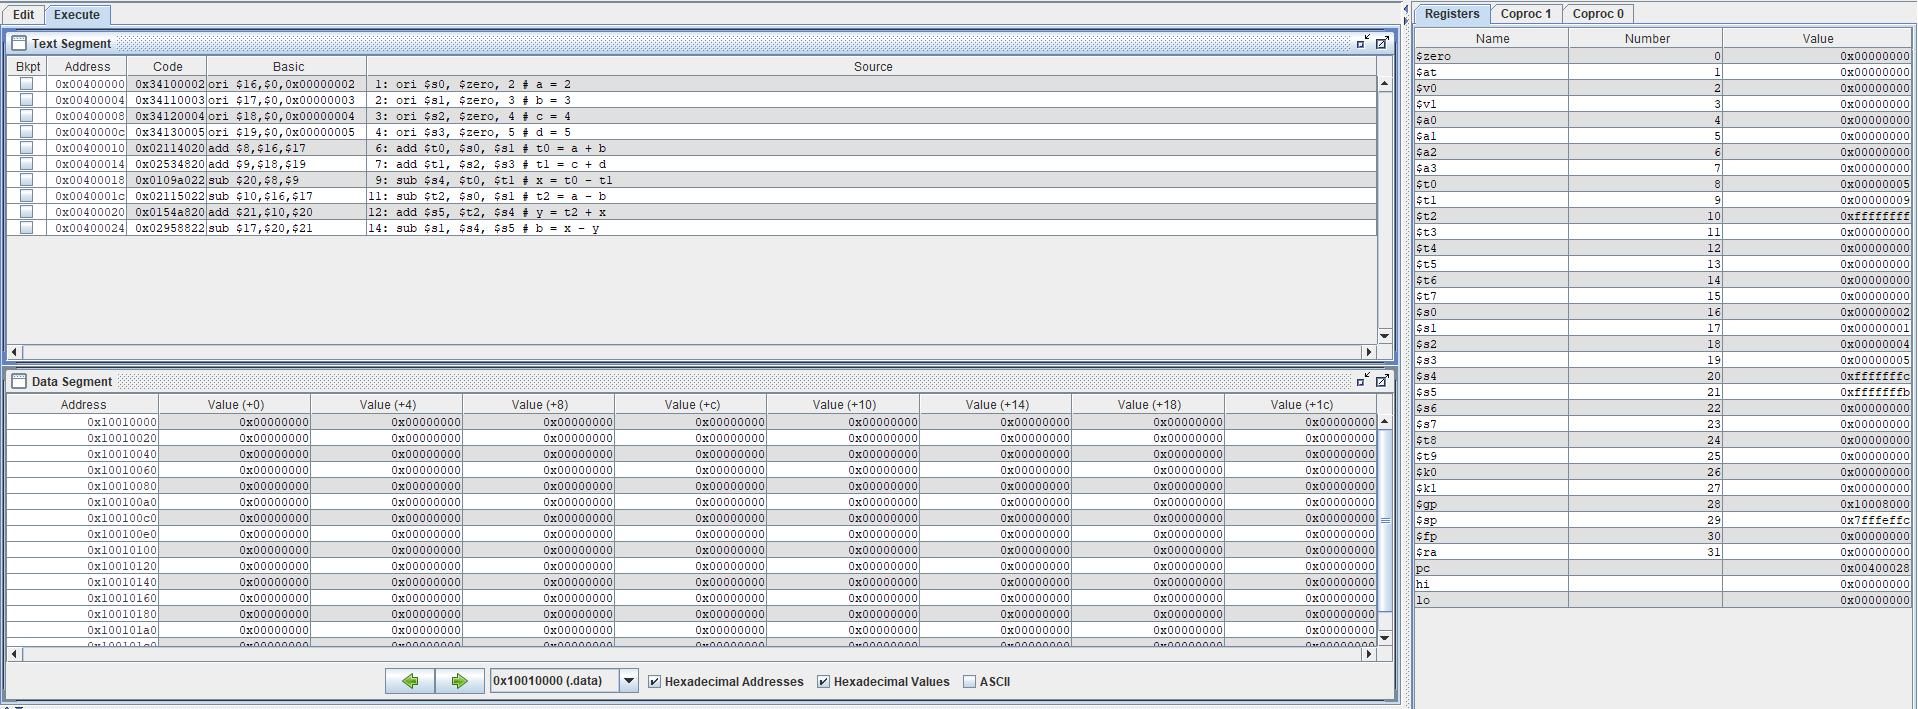 Edit Execute
Text Segment
Bkpt Address Code Basic Source
0x00400000 0x34100002 ori $16,$0,0x00000002 1: ori $s0, $zero, 2 # a = 2
0x00400004 0x34110003 ori $17,$0,0x00000003 2: ori $s1, $zero, 3 # b = 3
0x00400008 0x34120004 ori $18,$0,0x00000004 3: ori $s2, $zero, 4 # c = 4
0x0040000c 0x34130005 ori $19,$0,0x00000005 4: ori $s3, $zero, 5 # d = 5
0x00400010 0x02114020 add $8,$16,$17 6: add $t0, $s0, $s1 # t0 = a + b
0x00400014 0x02534820 add $9,$18,$19 7: add $t1, $s2, $s3 # t1 = c + d
0x00400018 0x0109a022 sub $20,$8,$9 9: sub $s4, $t0, $t1 # x = t0 - t1
0x0040001c 0x02115022 sub $10,$16,$17 11: sub $t2, $s0, $s1 # t2 = a - b
0x00400020 0x0154a820 add $21,$10,$20 12: add $s5, $t2, $s4 # y = t2 + x
0x00400024 0x02958822 sub $17,$20,$21 14: sub $s1, $s4, $s5 # b = x - y
Data Segment
Address Value (+0) Value (+4) Value (+8) Value (+c) Value (+10) Value (+14) Value (+18) Value (+1c)
0x10010000 0x00000000 0x00000000 0x00000000 0x00000000 0x00000000 0x00000000 0x00000000 0x00000000
0x10010020 0x00000000 0x00000000 0x00000000 0x00000000 0x00000000 0x00000000 0x00000000 0x00000000
0x10010040 0x00000000 0x00000000 0x00000000 0x00000000 0x00000000 0x00000000 0x00000000 0x00000000
0x10010060 0x00000000 0x00000000 0x00000000 0x00000000 0x00000000 0x00000000 0x00000000 0x00000000
0x10010080 0x00000000 0x00000000 0x00000000 0x00000000 0x00000000 0x00000000 0x00000000 0x00000000
0x100100a0 0x00000000 0x00000000 0x00000000 0x00000000 0x00000000 0x00000000 0x00000000 0x00000000
0x100100c0 0x00000000 0x00000000 0x00000000 0x00000000 0x00000000 0x00000000 0x00000000 0x00000000
0x100100e0 0x00000000 0x00000000 0x00000000 0x00000000 0x00000000 0x00000000 0x00000000 0x00000000
0x10010100 0x00000000 0x00000000 0x00000000 0x00000000 0x00000000 0x00000000 0x00000000 0x00000000
0x10010120 0x00000000 0x00000000 0x00000000 0x00000000 0x00000000 0x00000000 0x00000000 0x00000000
0x10010140 0x00000000 0x00000000 0x00000000 0x00000000 0x00000000 0x00000000 0x00000000 0x00000000
0x10010160 0x00000000 0x00000000 0x00000000 0x00000000 0x00000000 0x00000000 0x00000000 0x00000000
0x10010180 0x00000000 0x00000000 0x00000000 0x00000000 0x00000000 0x00000000 0x00000000 0x00000000
0x100101a0 0x00000000 0x00000000 0x00000000 0x00000000 0x00000000 0x00000000 0x00000000 0x00000000
0x10010000 (.data) Hexadecimal Addresses Hexadecimal Values ASCII
Registers Coproc 1 Coproc 0
Name Number Value
$zero 0 0x00000000
$at 1 0x00000000
$v0 2 0x00000000
$v1 3 0x00000000
$a0 4 0x00000000
$a1 5 0x00000000
$a2 6 0x00000000
$a3 7 0x00000000
$t0 8 0x00000005
$t1 9 0x00000009
$t2 10 0xffffffff
$t3 11 0x00000000
$t4 12 0x00000000
$t5 13 0x00000000
$t6 14 0x00000000
$t7 15 0x00000000
$s0 16 0x00000002
$s1 17 0x00000001
$s2 18 0x00000004
$s3 19 0x00000005
$s4 20 0xfffffffc
$s5 21 0xfffffffb
$s6 22 0x00000000
$s7 23 0x00000000
$t8 24 0x00000000
$t9 25 0x00000000
$k0 26 0x00000000
$k1 27 0x00000000
$gp 28 0x10008000
$sp 29 0x7fffeffc
$fp 30 0x00000000
$ra 31 0x00000000
pc 0x00400028
hi 0x00000000
lo 0x00000000